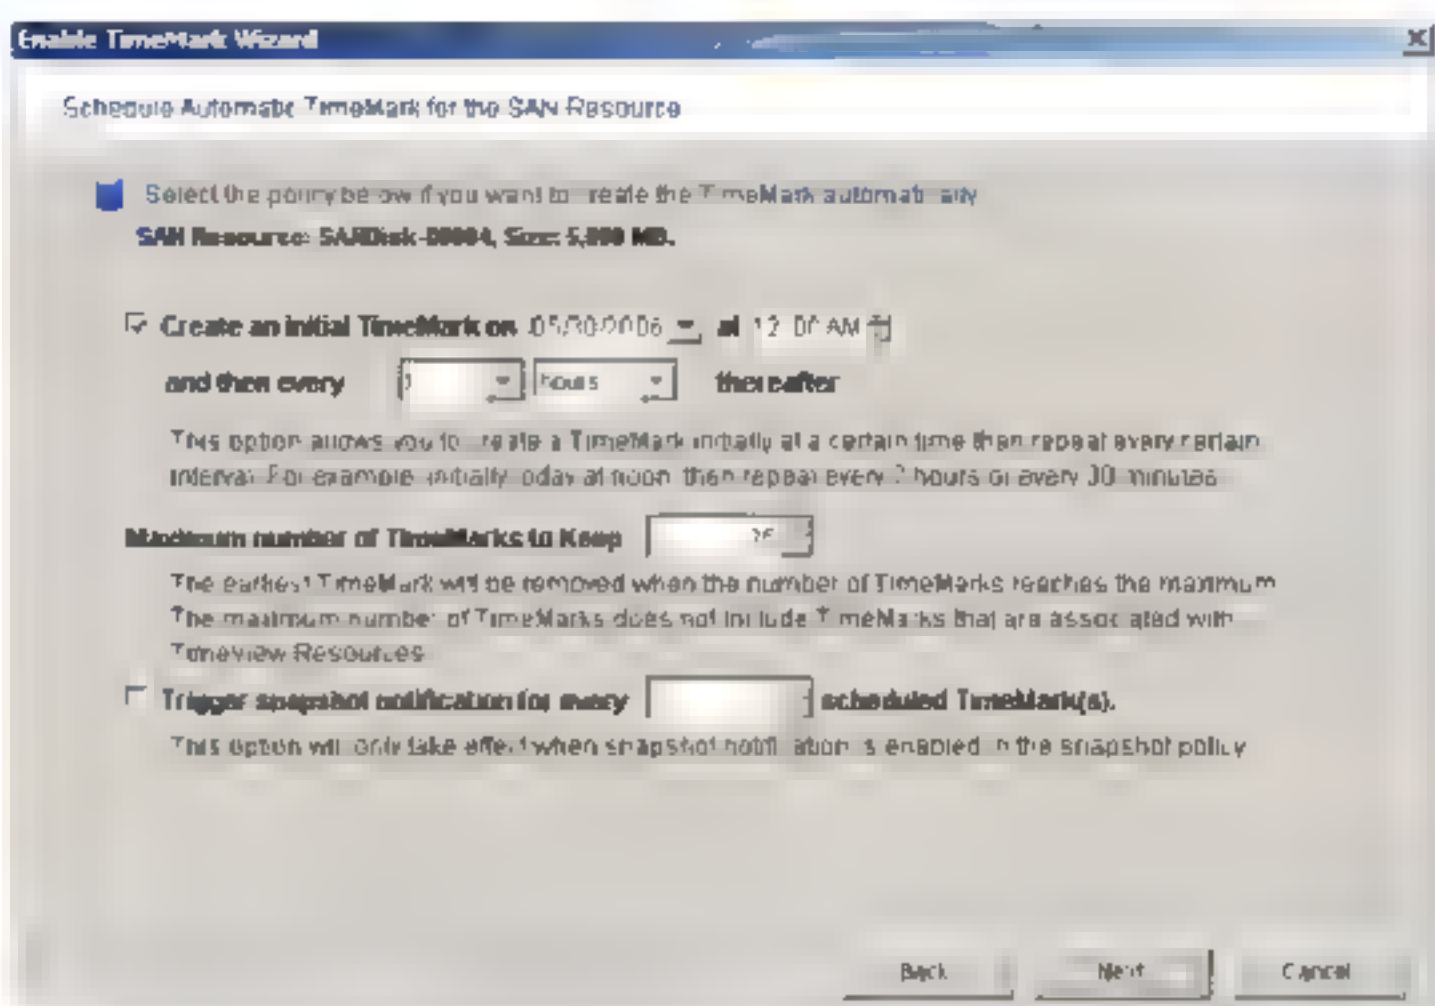 Enable TimeMark Wizard
Schedule Automatic TimeMark for the SAN Resource
Select the policy below if you want to create the TimeMark automatically
SAN Resource: SANDisk-00004, Size: MB.
Create an initial TimeMark on 05/30/2006 at 12:00 AM
and then every hours thereafter
This option allows you to create a TimeMark initially at a certain time then repeat every certain
interval. For example initially today at noon then repeat every 2 hours or every 30 minutes
Maximum number of TimeMarks to Keep
The earliest TimeMark will be removed when the number of TimeMarks reaches the maximum
The maximum number of TimeMarks does not include TimeMarks that are associated with
Timeview Resources
Trigger snapshot notification for every scheduled TimeMark(s).
This option will only take effect when snapshot notification is enabled in the snapshot policy
Back Next Cancel